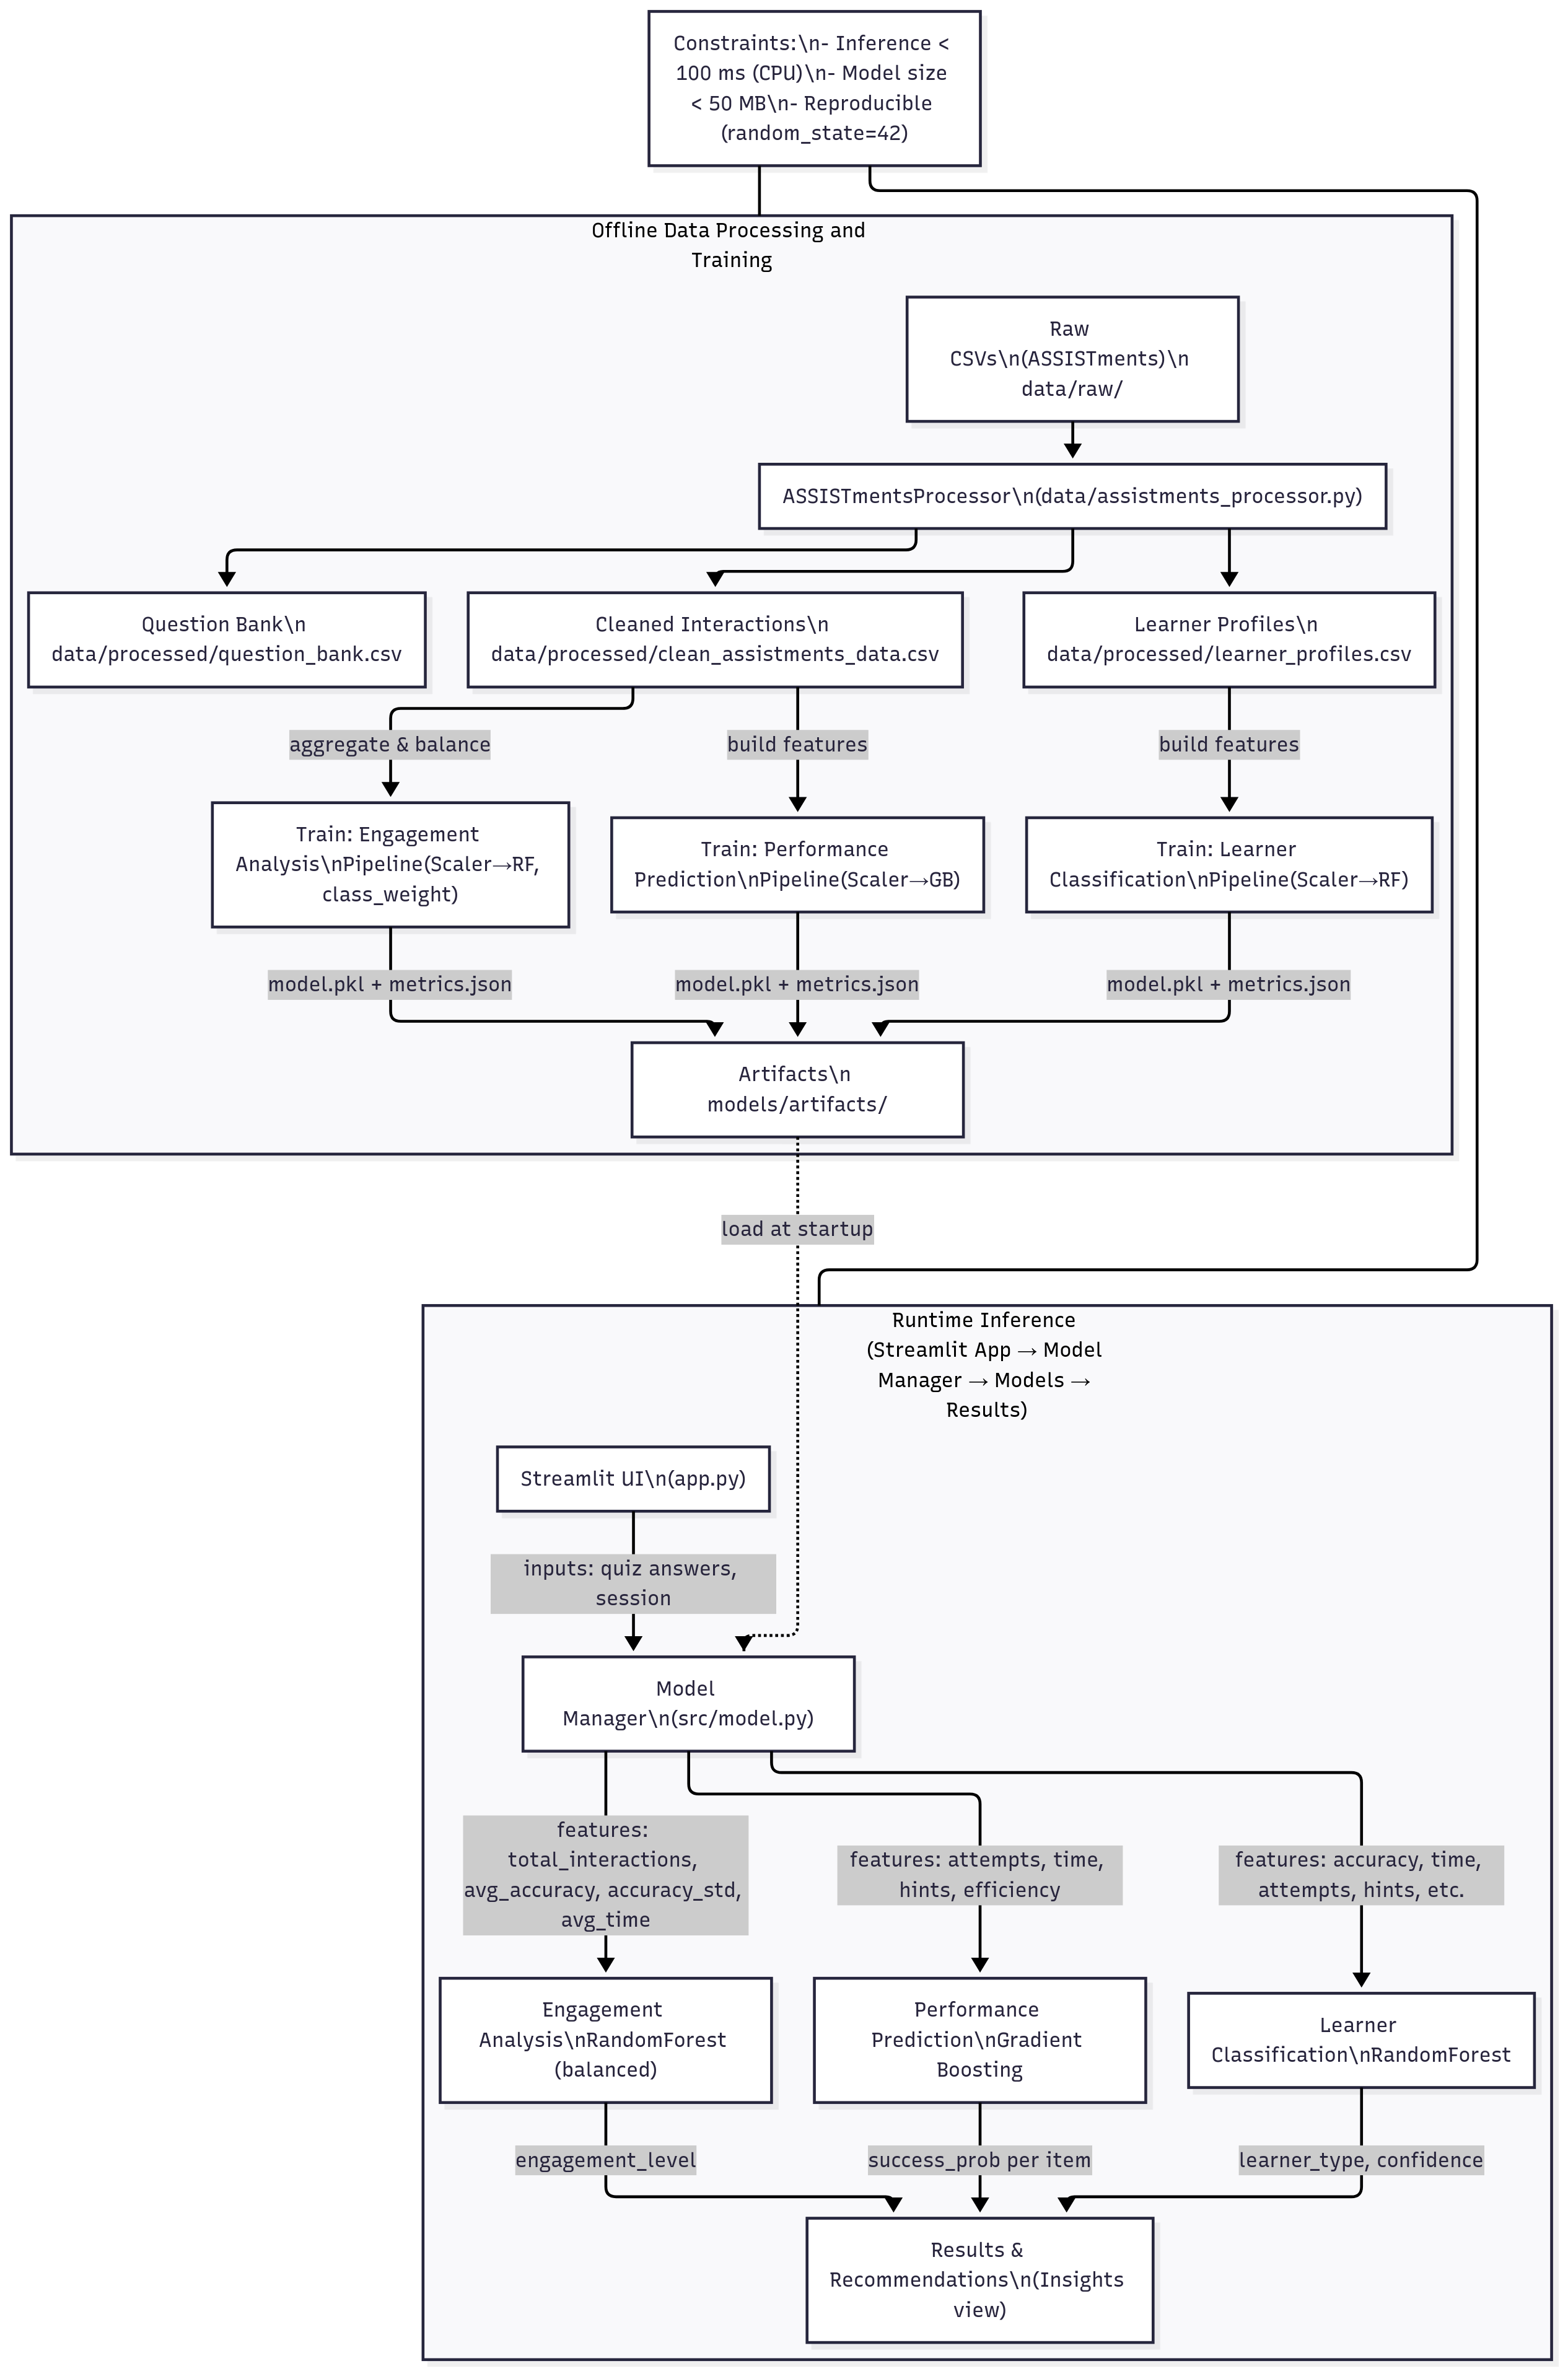 Constraints:\n- Inference <
100 ms (CPU)\n- Model size
< 50 MB\n- Reproducible
(random_state=42)
Offline Data Processing and
Training
Raw
CSVs\n(ASSISTments)\n
data/raw/
ASSISTmentsProcessor\n(data/assistments_processor.py)
Question Bank\n
data/processed/question_bank.csv
Cleaned Interactions\n
data/processed/clean_assistments_data.csv
Learner Profiles\n
data/processed/learner_profiles.csv
aggregate & balance
build features
build features
Train: Engagement
Analysis\nPipeline(Scaler→RF,
class_weight)
Train: Performance
Prediction\nPipeline(Scaler→GB)
Train: Learner
Classification\nPipeline(Scaler→RF)
model.pkl + metrics.json
model.pkl + metrics.json
model.pkl + metrics.json
Artifacts\n
models/artifacts/
load at startup
Runtime Inference
(Streamlit App → Model
Manager → Models →
Results)
Streamlit UI\n(app.py)
inputs: quiz answers,
session
Model
Manager\n(src/model.py)
features:
total_interactions,
avg_accuracy, accuracy_std,
avg_time
features: attempts, time,
hints, efficiency
features: accuracy, time,
attempts, hints, etc.
Engagement
Analysis\nRandomForest
(balanced)
Performance
Prediction\nGradient
Boosting
Learner
Classification\nRandomForest
engagement_level
success_prob per item
learner_type, confidence
Results &
Recommendations\n(Insights
view)